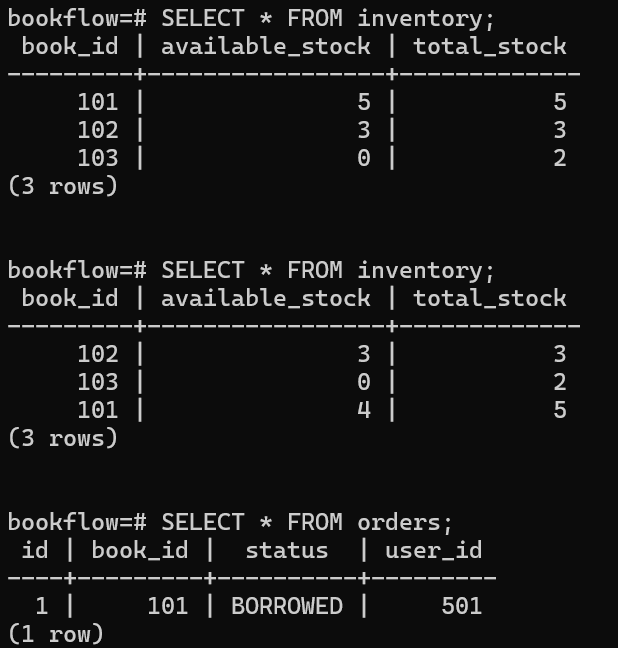 bookflow=# SELECT * FROM inventory;
 book_id | available_stock | total_stock
---------+-----------------+-------------
     101 |               5 |           5
     102 |               3 |           3
     103 |               0 |           2
(3 rows)
bookflow=# SELECT * FROM inventory;
 book_id | available_stock | total_stock
---------+-----------------+-------------
     102 |               3 |           3
     103 |               0 |           2
     101 |               4 |           5
(3 rows)
bookflow=# SELECT * FROM orders;
 id | book_id |  status  | user_id
----+---------+----------+---------
  1 |     101 | BORROWED |     501
(1 row)